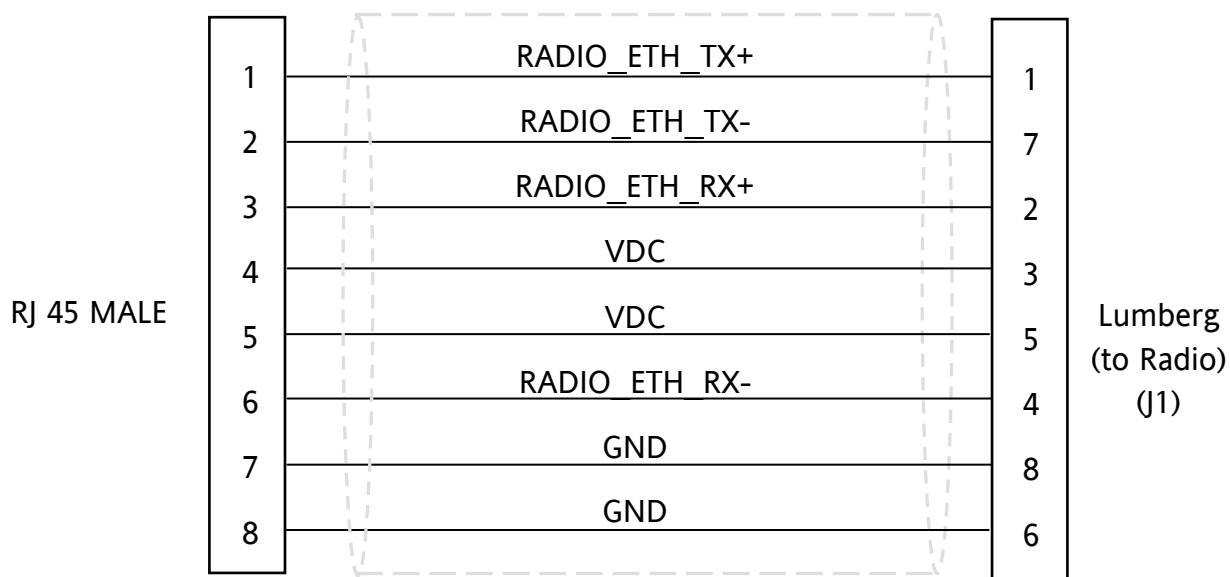 1 RADIO_ETH_TX+ 1
2 RADIO_ETH_TX- 7
3 RADIO_ETH_RX+ 2
4 VDC 3
RJ 45 MALE
5 VDC 5
Lumberg
(to Radio)
(J1)
6 RADIO_ETH_RX- 4
7 GND 8
8 GND 6